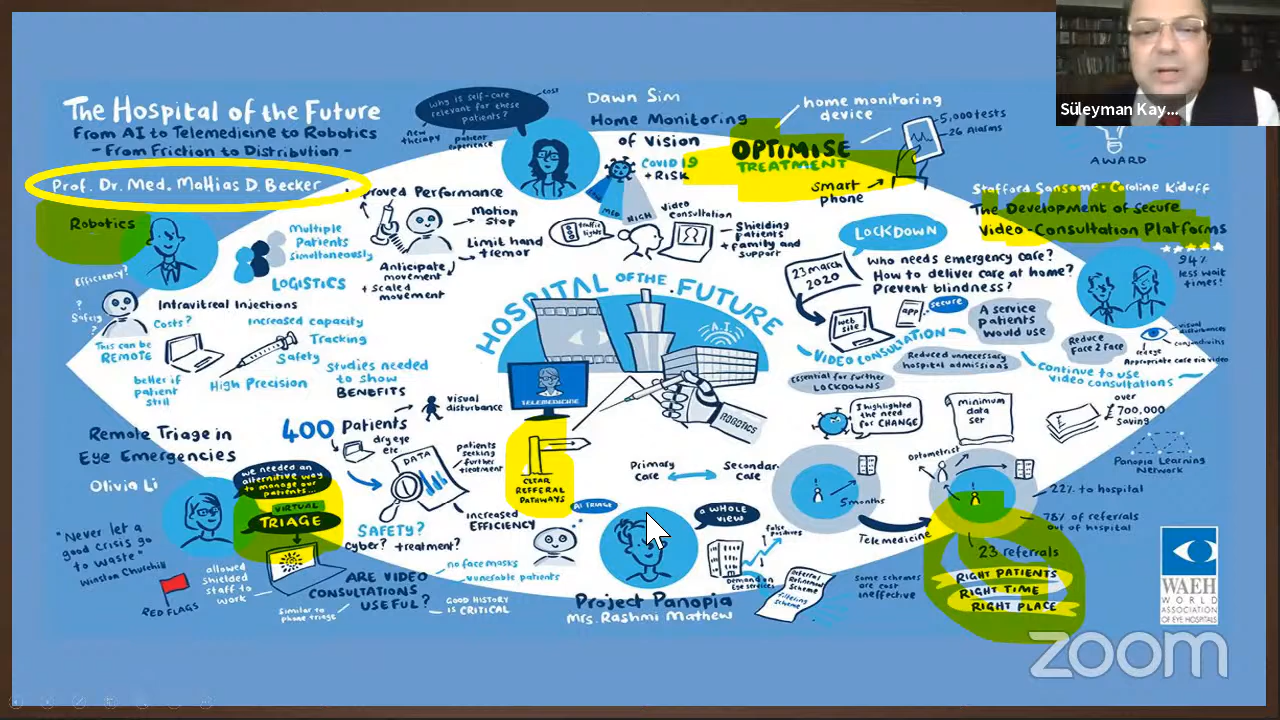 Süleyman Kay...
The Hospital of the Future
From AI to Telemedicine to Robotics
- From Friction to Distribution -
Prof. Dr. Med. Mathias D. Becker
Robotics
Efficiency?
?
Safety
?
This can be
REMOTE
Intravitreal Injections
Costs?
better if
patient
still
High Precision
Increased capacity
Tracking
Safety
studies needed
to show
BENEFITS
Multiple
Patients
Simultaneously
LOGISTICS
proved Performance
Motion
Stop
Limit hand
tremor
Anticipate
movement
+ scaled
movement
Why is self-care
relevant for these
patients?
cost
new
therapy
patient
experience
Dawn Sim
Home Monitoring
of Vision
COVID 19
+ RISK
LOW
MED
HIGH
traffic
lights
Video
consultation
Shielding
Patients
+ family and
support
OPTIMISE
TREATMENT
home monitoring
device
5,000 tests
26 Alarms
smart
phone
AWARD
Stafford Sansome + Caroline Kiduff
The Development of Secure
Video-Consultation Platforms
94%
less wait
times!
LOCKDOWN
23 march
2020
Who needs emergency care?
How to deliver care at home?
Prevent blindness?
web
site
app
secure
VIDEO CONSULTATION
A service
patients
would use
Reduced unnecessary
hospital admissions
Essential for further
LOCKDOWNS
Reduce
Face 2 Face
visual
disturbances
conjunctivitis
red eye
Appropriate care via video
Continue to use
video consultations
HOSPITAL OF THE FUTURE
A.I.
TELEMEDICINE
ROBOTICS
CLEAR
REFERRAL
PATHWAYS
Remote Triage in
Eye Emergencies
Olivia Li
we needed an
alternative way to
manage our
patients...
VIRTUAL
TRIAGE
"Never let a
good crisis go
to waste"
Winston Churchill
RED FLAGS
allowed
shielded
staff to
work
Similar to
phone triage
400 Patients
dry eye
etc
visual
disturbance
DATA
patients
seeking
further
treatment
Increased
EFFICIENCY
SAFETY?
cyber? + treatment?
ARE VIDEO
CONSULTATIONS
USEFUL?
no face masks
vunerable patients
GOOD HISTORY
is CRITICAL
Primary
Care
Secondary
Care
AI TRIAGE
Project Panopia
Mrs. Rashmi Mathew
a WHOLE
VIEW
false
positives
Demand on
Eye services
Referral
Refinement
Scheme
filtering
Scheme
Some schemes
are cost
ineffective
I highlighted
the need
for CHANGE
minimum
data
set
over
£700,000
Saving
Panopia Learning
Network
5 months
Telemedicine
Optometrist
22% to hospital
78% of referrals
out of hospital
23 referrals
RIGHT PATIENTS
RIGHT TIME
RIGHT PLACE
WAEH
WORLD
ASSOCIATION
OF EYE HOSPITALS
zoom